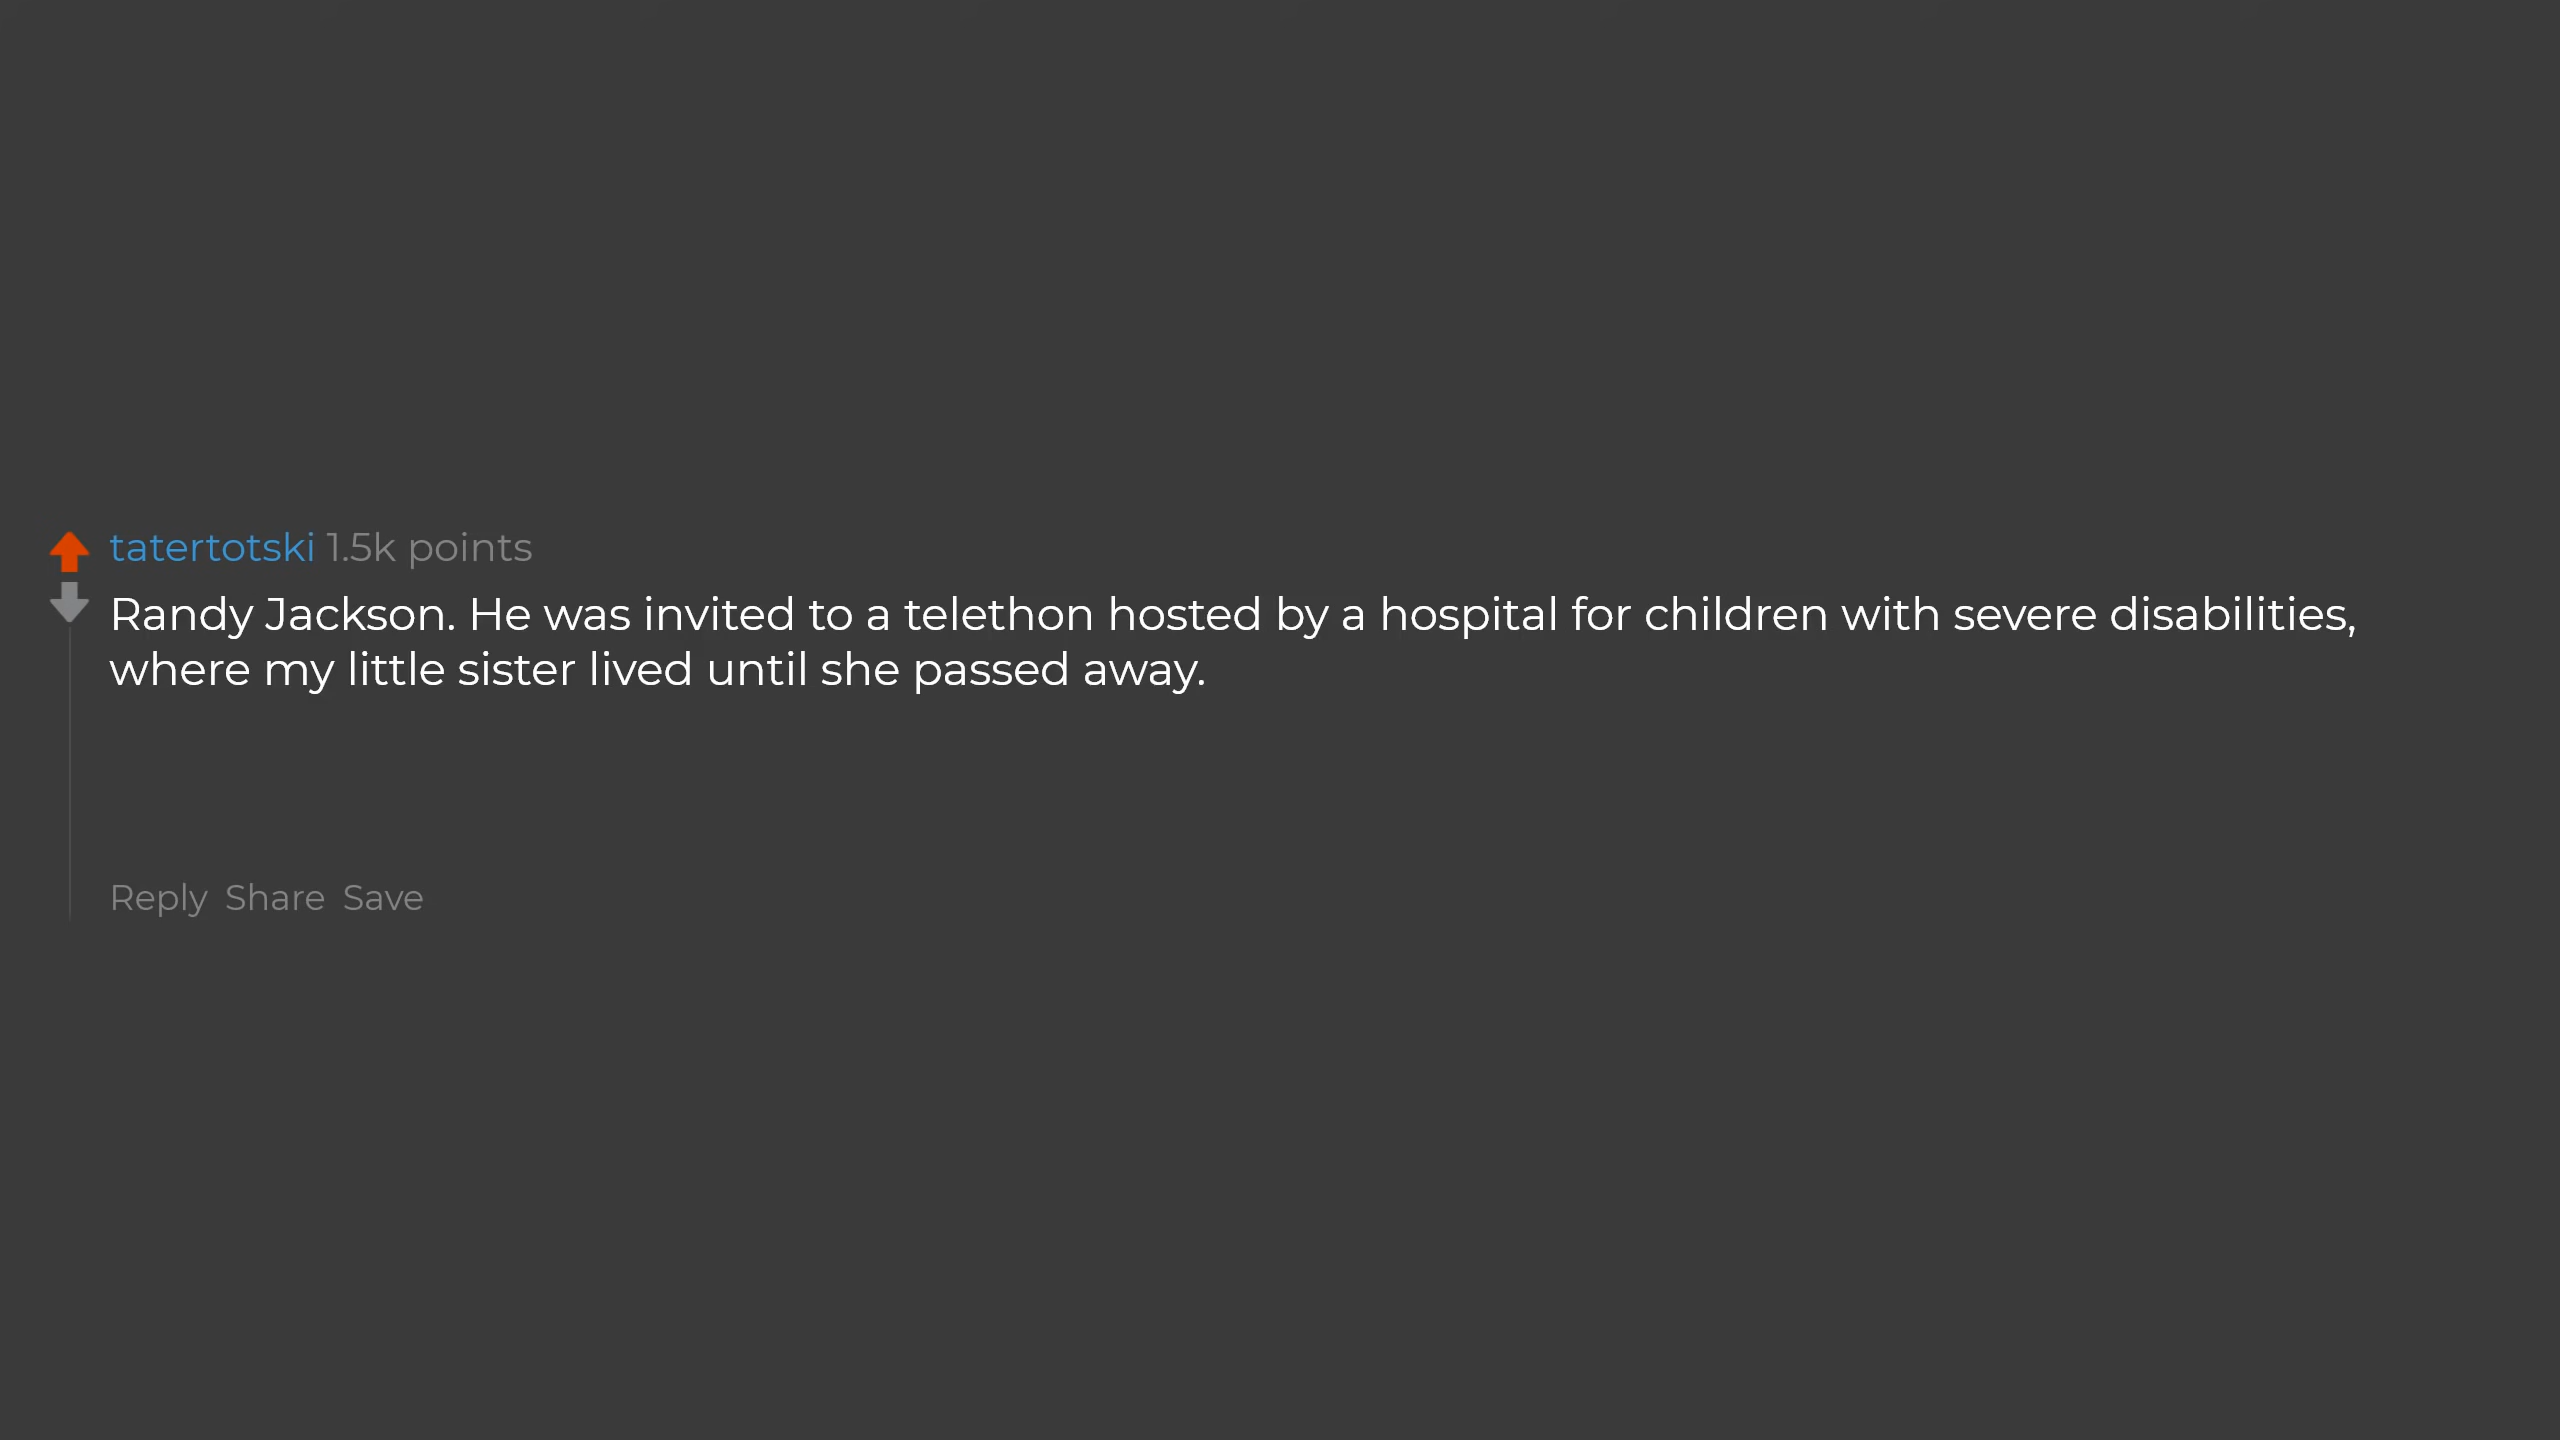 tatertotski 1.5k points
Randy Jackson. He was invited to a telethon hosted by a hospital for children with severe disabilities,
where my little sister lived until she passed away.
Reply Share Save